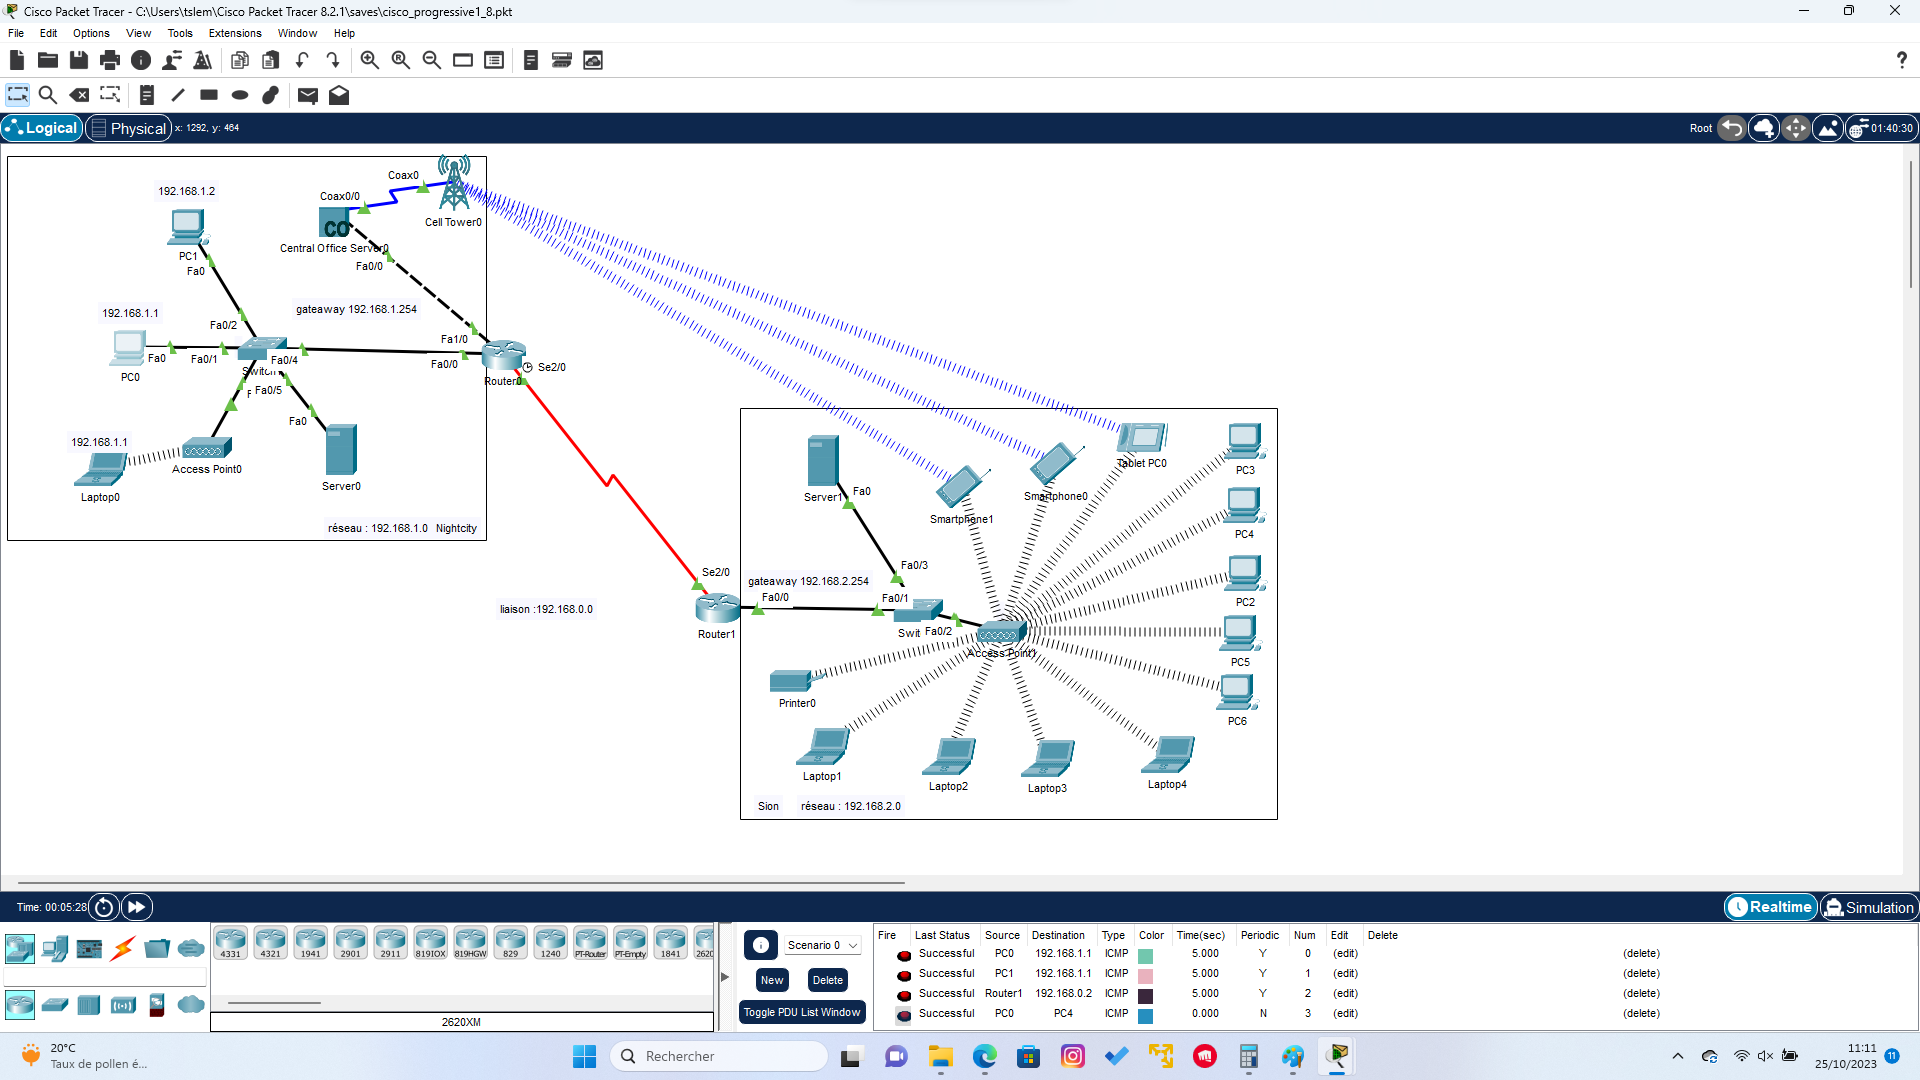 Cisco Packet Tracer - C:\Users\tslem\Cisco Packet Tracer 8.2.1\saves\cisco_progressive1_8.pkt
File Edit Options View Tools Extensions Window Help
Logical Physical x: 1292, y: 464 Root 01:40:30
192.168.1.2
PC1
Fa0
Coax0
Coax0/0
Cell Tower0
CO
Central Office Server0
Fa0/0
gateaway 192.168.1.254
192.168.1.1
Fa0/2
Fa1/0
Fa0
Fa0/1
Fa0/4
Fa0/0
Se2/0
PC0
Router0
Fa0/5
Fa0
192.168.1.1
Access Point0
Laptop0
Server0
réseau : 192.168.1.0 Nightcity
liaison :192.168.0.0
Se2/0
Router1
gateaway 192.168.2.254
Fa0/0
Fa0/1
Fa0/3
Fa0
Server1
Swit
Fa0/2
Access Point1
Smartphone1
Smartphone0
Tablet PC0
PC3
PC4
PC2
PC5
PC6
Printer0
Laptop1
Laptop2
Laptop3
Laptop4
Sion réseau : 192.168.2.0
Time: 00:05:28 Realtime Simulation
4331 4321 1941 2901 2911 819IOX 819HGW 829 1240 PT-Router PT-Empty 1841 2620
2620XM
Scenario 0
New Delete
Toggle PDU List Window
Fire Last Status Source Destination Type Color Time(sec) Periodic Num Edit Delete
Successful PC0 192.168.1.1 ICMP 5.000 Y 0 (edit) (delete)
Successful PC1 192.168.1.1 ICMP 5.000 Y 1 (edit) (delete)
Successful Router1 192.168.0.2 ICMP 5.000 Y 2 (edit) (delete)
Successful PC0 PC4 ICMP 0.000 N 3 (edit) (delete)
20°C
Taux de pollen é...
Rechercher
11:11
25/10/2023
11